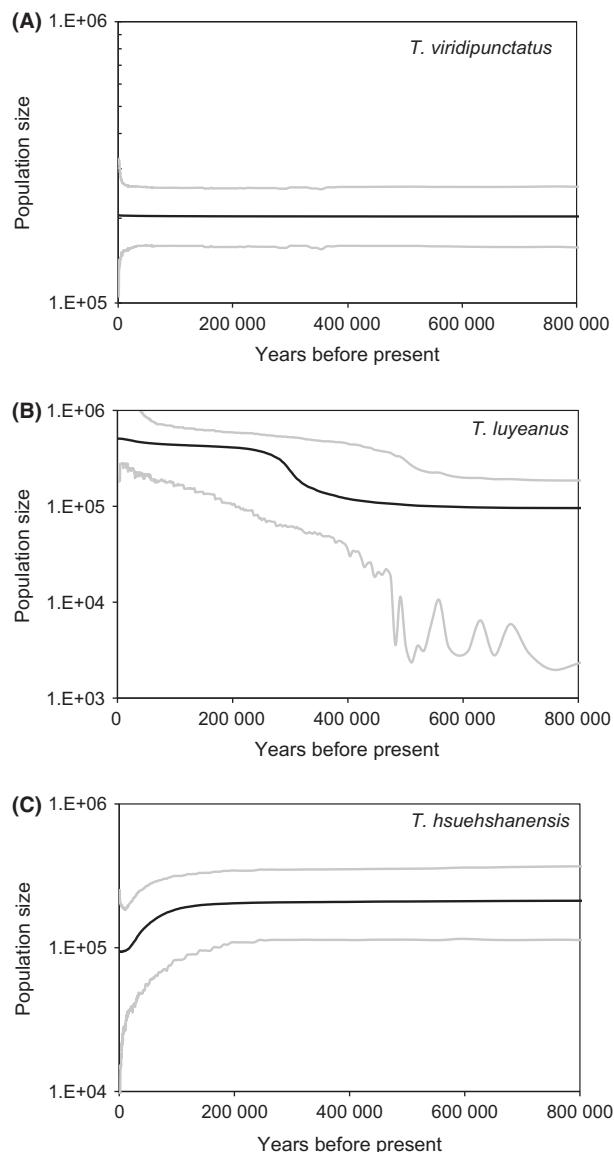 (A)
1.E+06
T. viridipunctatus
Population size
1.E+05
0 200 000 400 000 600 000 800 000
Years before present
(B)
1.E+06
T. luyeanus
1.E+05
Population size
1.E+04
1.E+03
0 200 000 400 000 600 000 800 000
Years before present
(C)
1.E+06
T. hsuehshanensis
Population size
1.E+05
1.E+04
0 200 000 400 000 600 000 800 000
Years before present